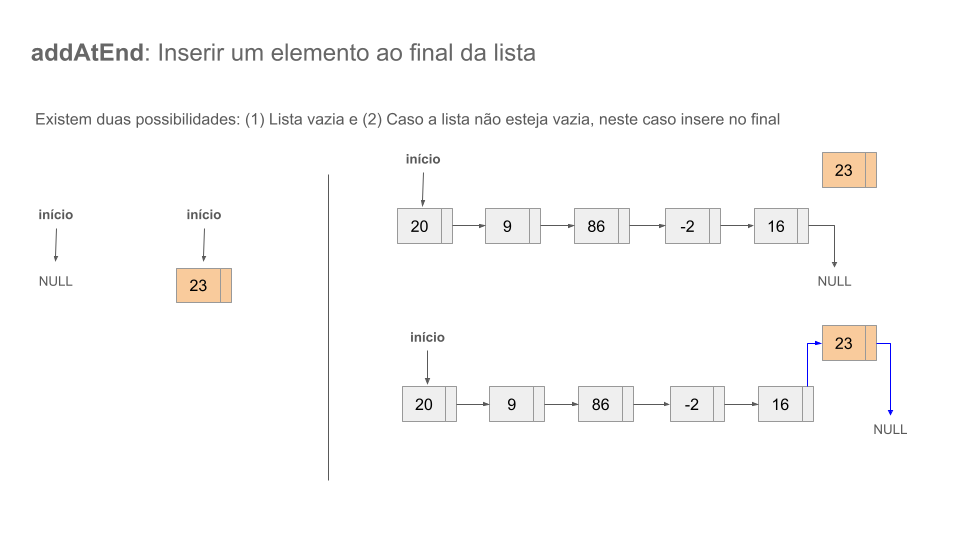 addAtEnd: Inserir um elemento ao final da lista
Existem duas possibilidades: (1) Lista vazia e (2) Caso a lista não esteja vazia, neste caso insere no final
início
NULL
início
23
início
23
20 9 86 -2 16
NULL
início
23
20 9 86 -2 16
NULL